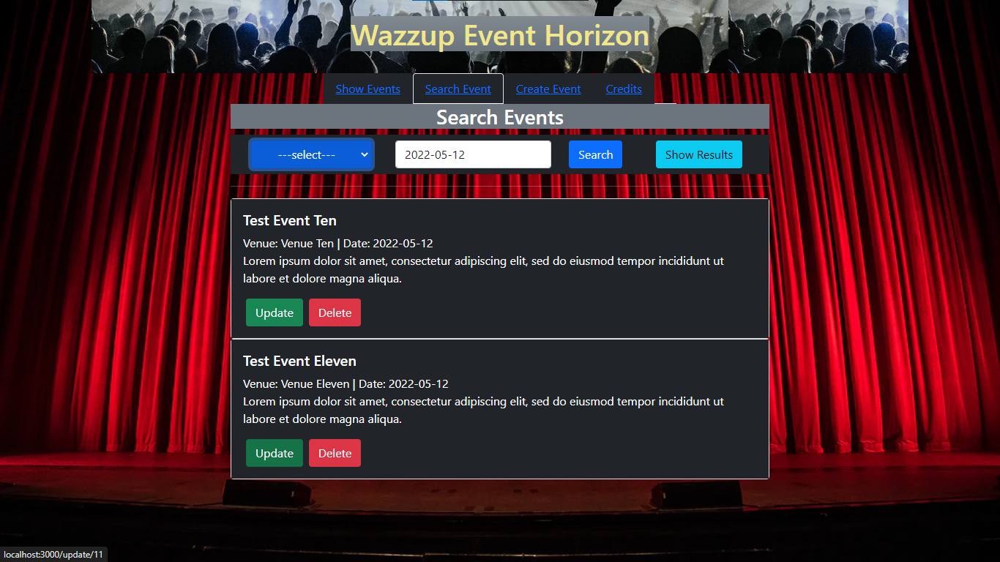 Wazzup Event Horizon
Show Events Search Event Create Event Credits
Search Events
---select--- 2022-05-12 Search Show Results
Test Event Ten
Venue: Venue Ten | Date: 2022-05-12
Lorem ipsum dolor sit amet, consectetur adipiscing elit, sed do eiusmod tempor incididunt ut
labore et dolore magna aliqua.
Update Delete
Test Event Eleven
Venue: Venue Eleven | Date: 2022-05-12
Lorem ipsum dolor sit amet, consectetur adipiscing elit, sed do eiusmod tempor incididunt ut
labore et dolore magna aliqua.
Update Delete
localhost:3000/update/11